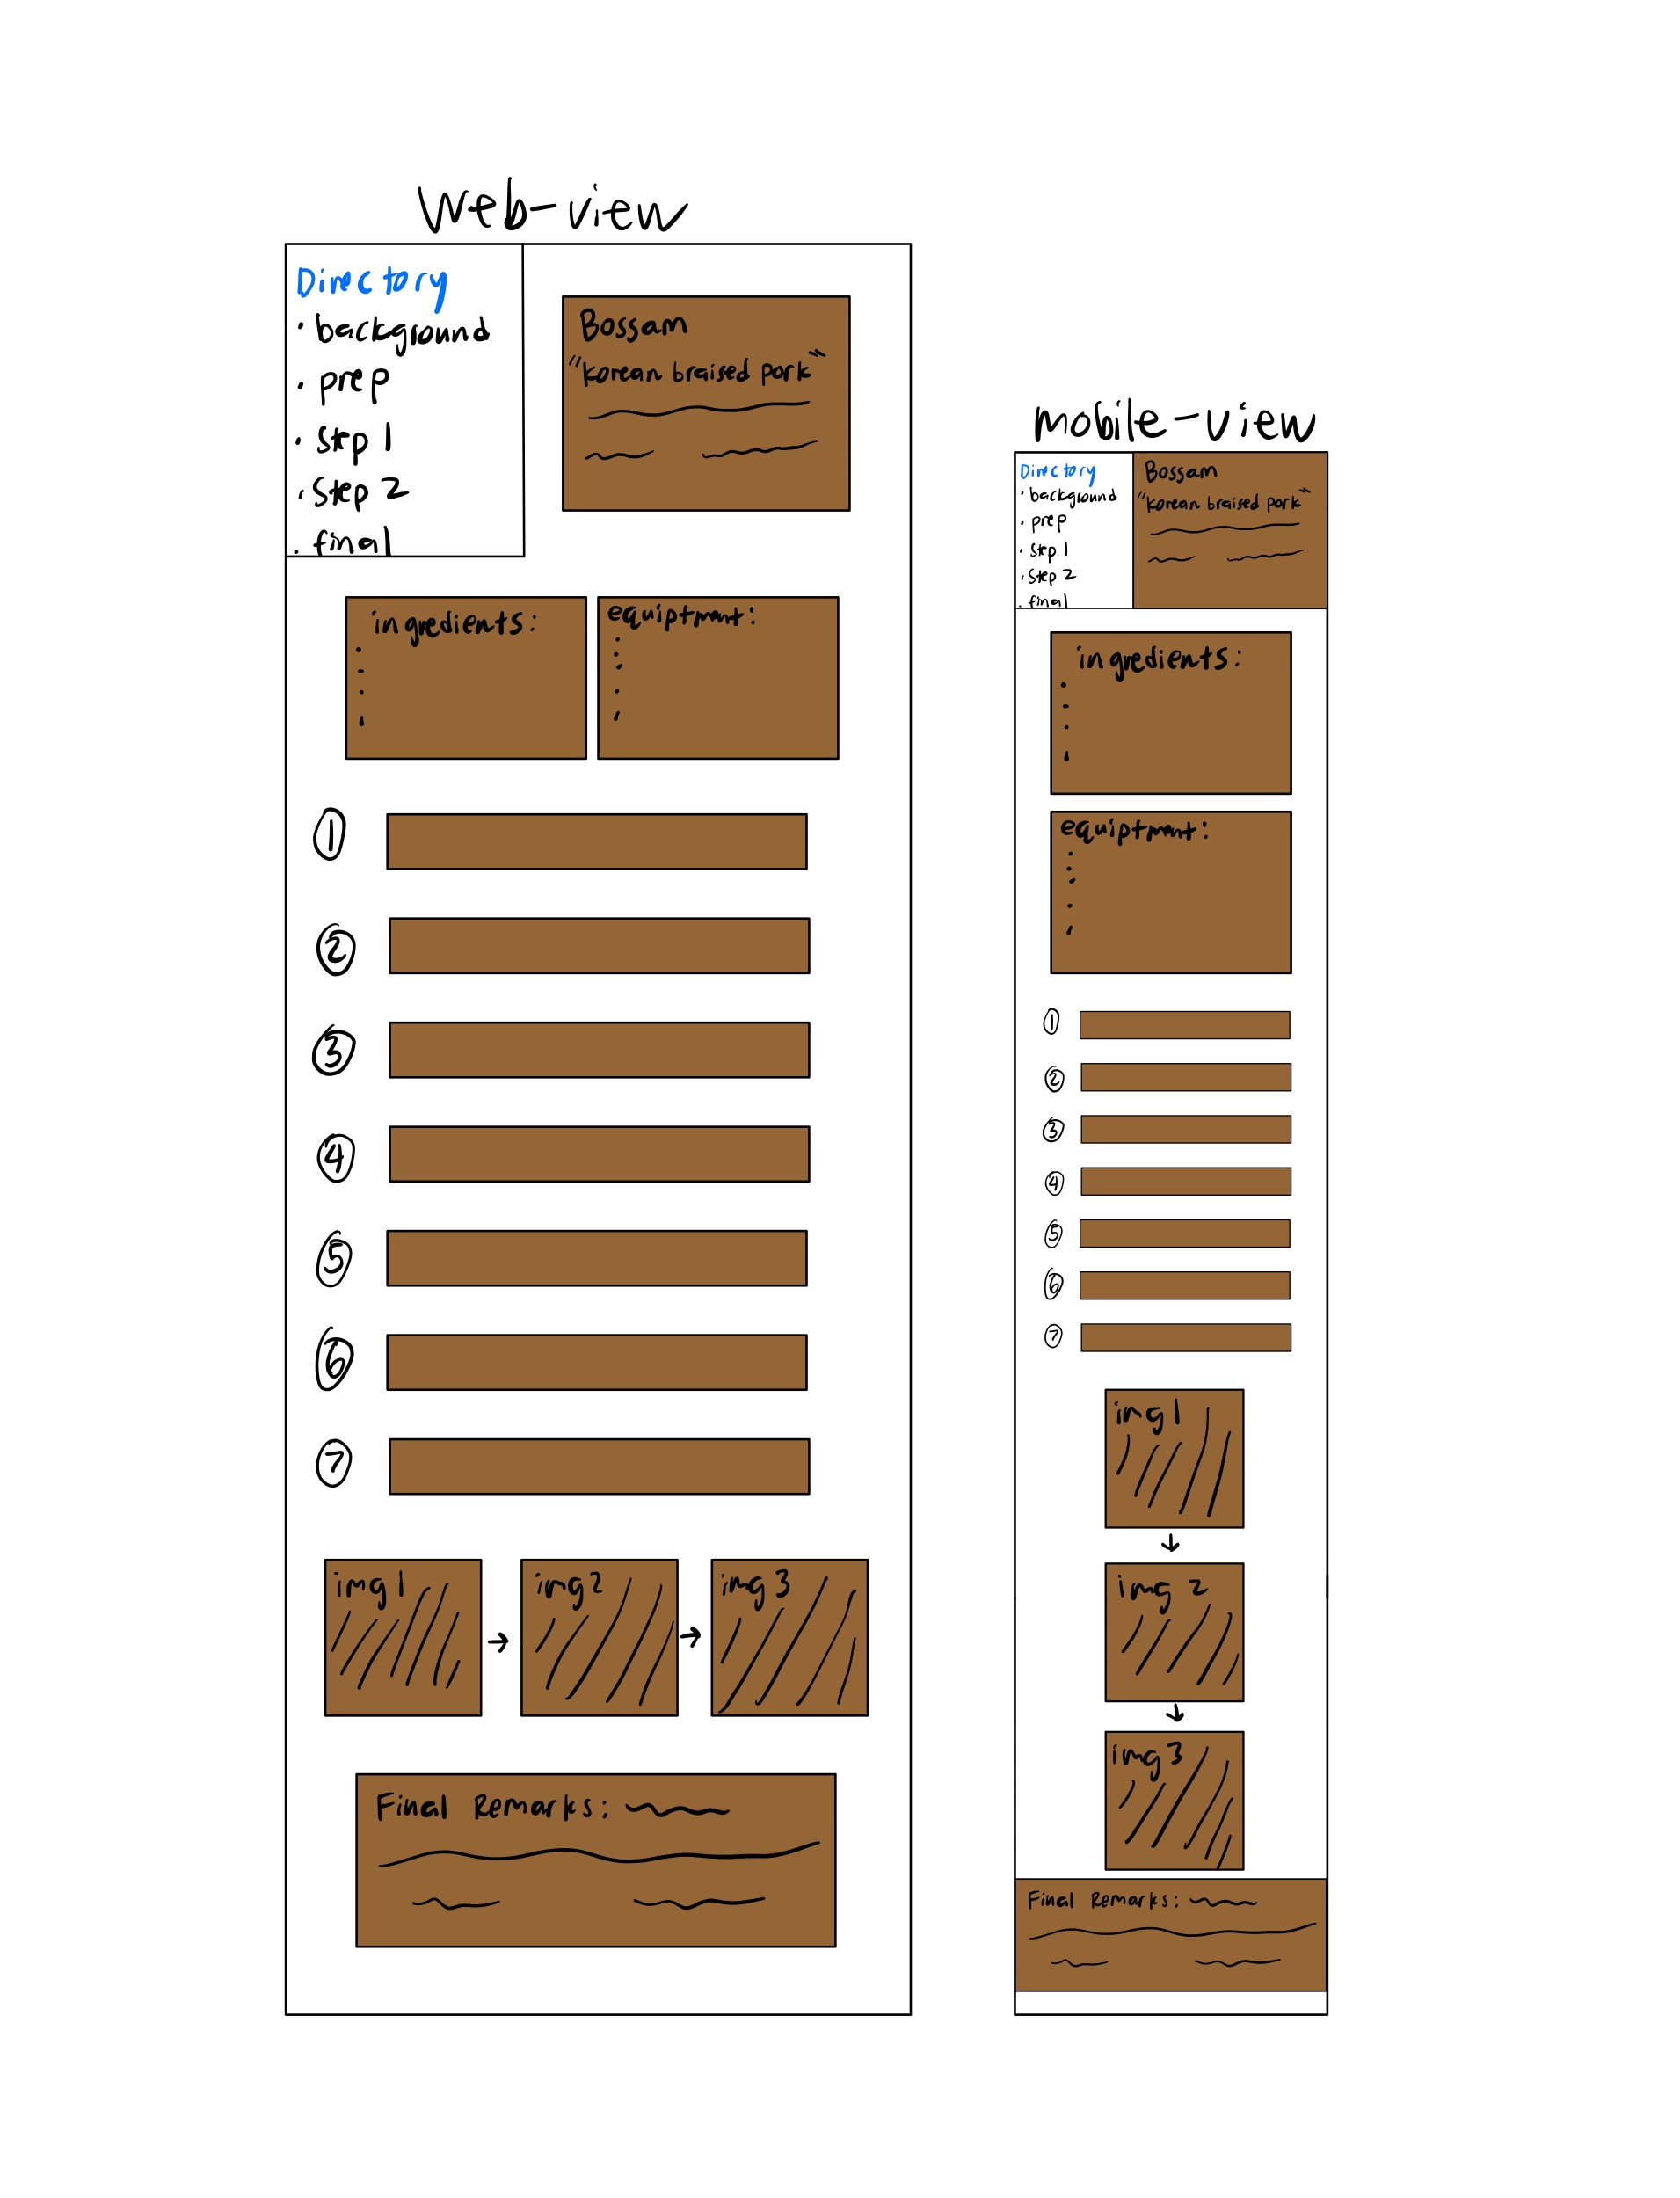 Web-view
Directory
• background
• prep
• Step 1
• Step 2
• final
Bossam
"korean braised pork"
ingredients:
equiptment:
1
2
3
4
5
6
7
img 1
→
img 2
→
img 3
Final Remarks:
mobile-view
Directory
• background
• prep
• Step 1
• Step 2
• final
Bossam
"korean braised pork"
ingredients:
equiptment:
1
2
3
4
5
6
7
img 1
↓
img 2
↓
img 3
Final Remarks: